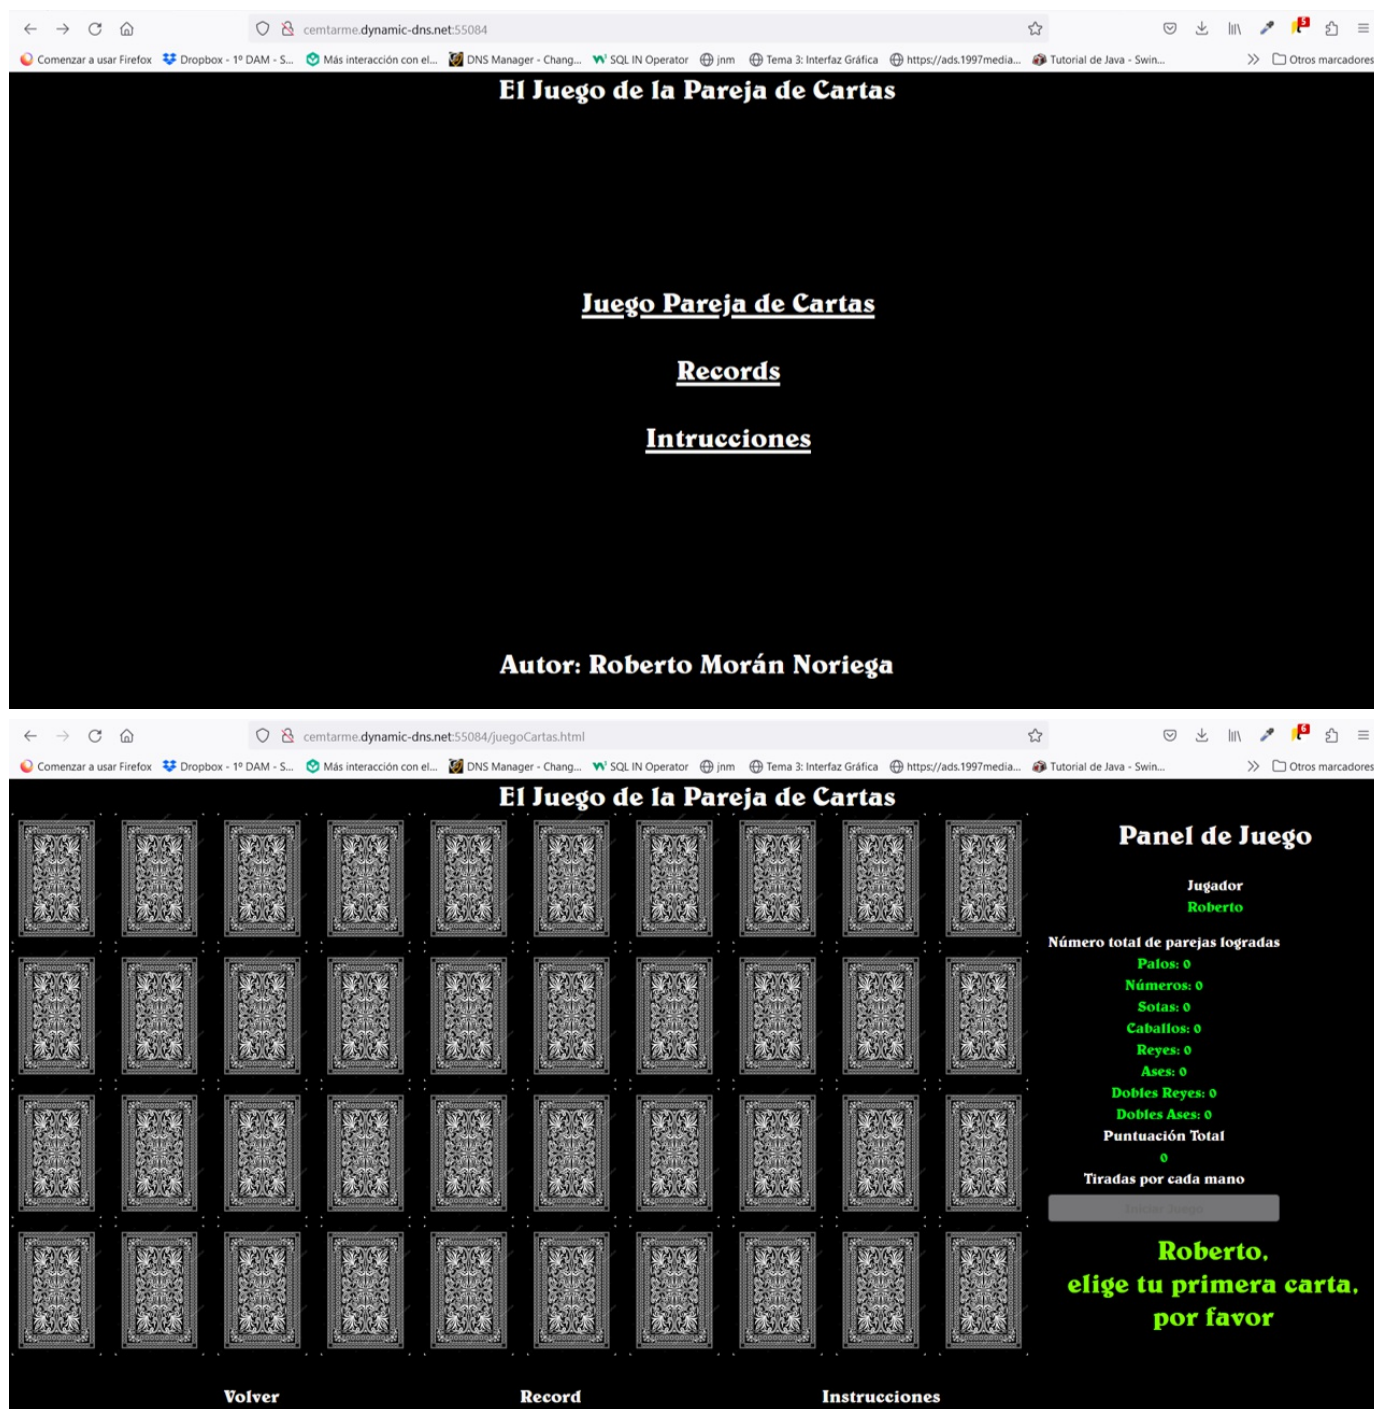 cemtarme.dynamic-dns.net:55084
5
Comenzar a usar Firefox Dropbox - 1º DAM - S... Más interacción con el... DNS Manager - Chang... SQL IN Operator jnm Tema 3: Interfaz Gráfica https://ads.1997media... Tutorial de Java - Swin... Otros marcadores
El Juego de la Pareja de Cartas
Juego Pareja de Cartas
Records
Intrucciones
Autor: Roberto Morán Noriega
cemtarme.dynamic-dns.net:55084/juegoCartas.html
6
Comenzar a usar Firefox Dropbox - 1º DAM - S... Más interacción con el... DNS Manager - Chang... SQL IN Operator jnm Tema 3: Interfaz Gráfica https://ads.1997media... Tutorial de Java - Swin... Otros marcadores
El Juego de la Pareja de Cartas
Panel de Juego
Jugador
Roberto
Número total de parejas logradas
Palos: 0
Números: 0
Sotas: 0
Caballos: 0
Reyes: 0
Ases: 0
Dobles Reyes: 0
Dobles Ases: 0
Puntuación Total
0
Tiradas por cada mano
Iniciar Juego
Roberto,
elige tu primera carta,
por favor
Volver Record Instrucciones